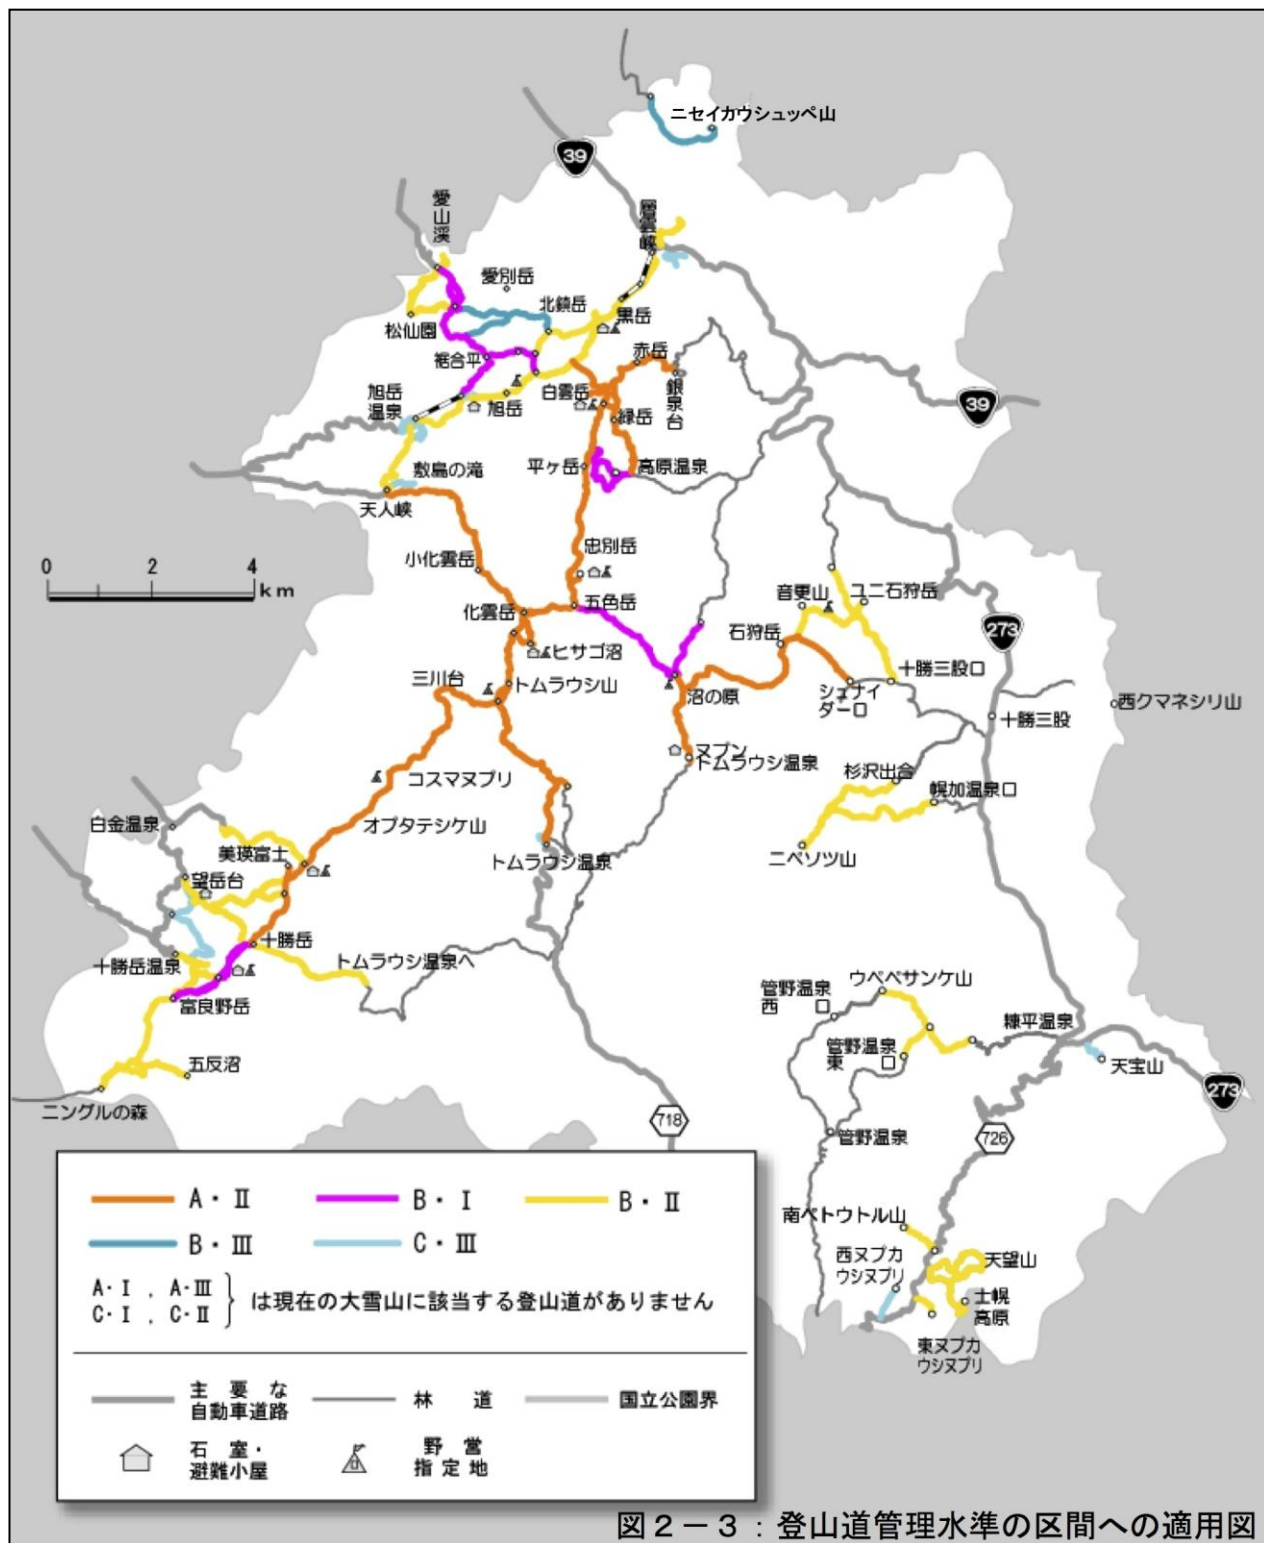 ニセイカウシュッペ山
39
層雲峡
愛山渓
愛別岳
北鎮岳
黒岳
松仙園
裾合平
赤岳
旭岳
温泉
白雲岳
銀泉台
旭岳
緑岳
39
敷島の滝
平ヶ岳
高原温泉
天人峡
0 2 4
km
小化雲岳
忠別岳
音更山
ユニ石狩岳
化雲岳
五色岳
石狩岳
273
ヒサゴ沼
十勝三股口
三川台
トムラウシ山
沼の原
シュナイ
ダー口
西クマネシリ山
十勝三股
ヌプン
トムラウシ温泉
コスマヌプリ
杉沢出合
幌加温泉口
白金温泉
オプタテシケ山
美瑛富士
トムラウシ温泉
ニペソツ山
望岳台
十勝岳
十勝岳温泉
トムラウシ温泉へ
富良野岳
ウペペサンケ山
菅野温泉
西 口
糠平温泉
菅野温泉
東 口
五反沼
天宝山
273
ニングルの森
718
菅野温泉
726
南ペトウトル山
西ヌプカ
ウシヌプリ
天望山
士幌
高原
東ヌプカ
ウシヌプリ
A・Ⅱ B・Ⅰ B・Ⅱ
B・Ⅲ C・Ⅲ
A・Ⅰ , A・Ⅲ
C・Ⅰ , C・Ⅱ
は現在の大雪山に該当する登山道がありません
主要な
自動車道路
林 道
国立公園界
石室・
避難小屋
野営
指定地
図2-3:登山道管理水準の区間への適用図